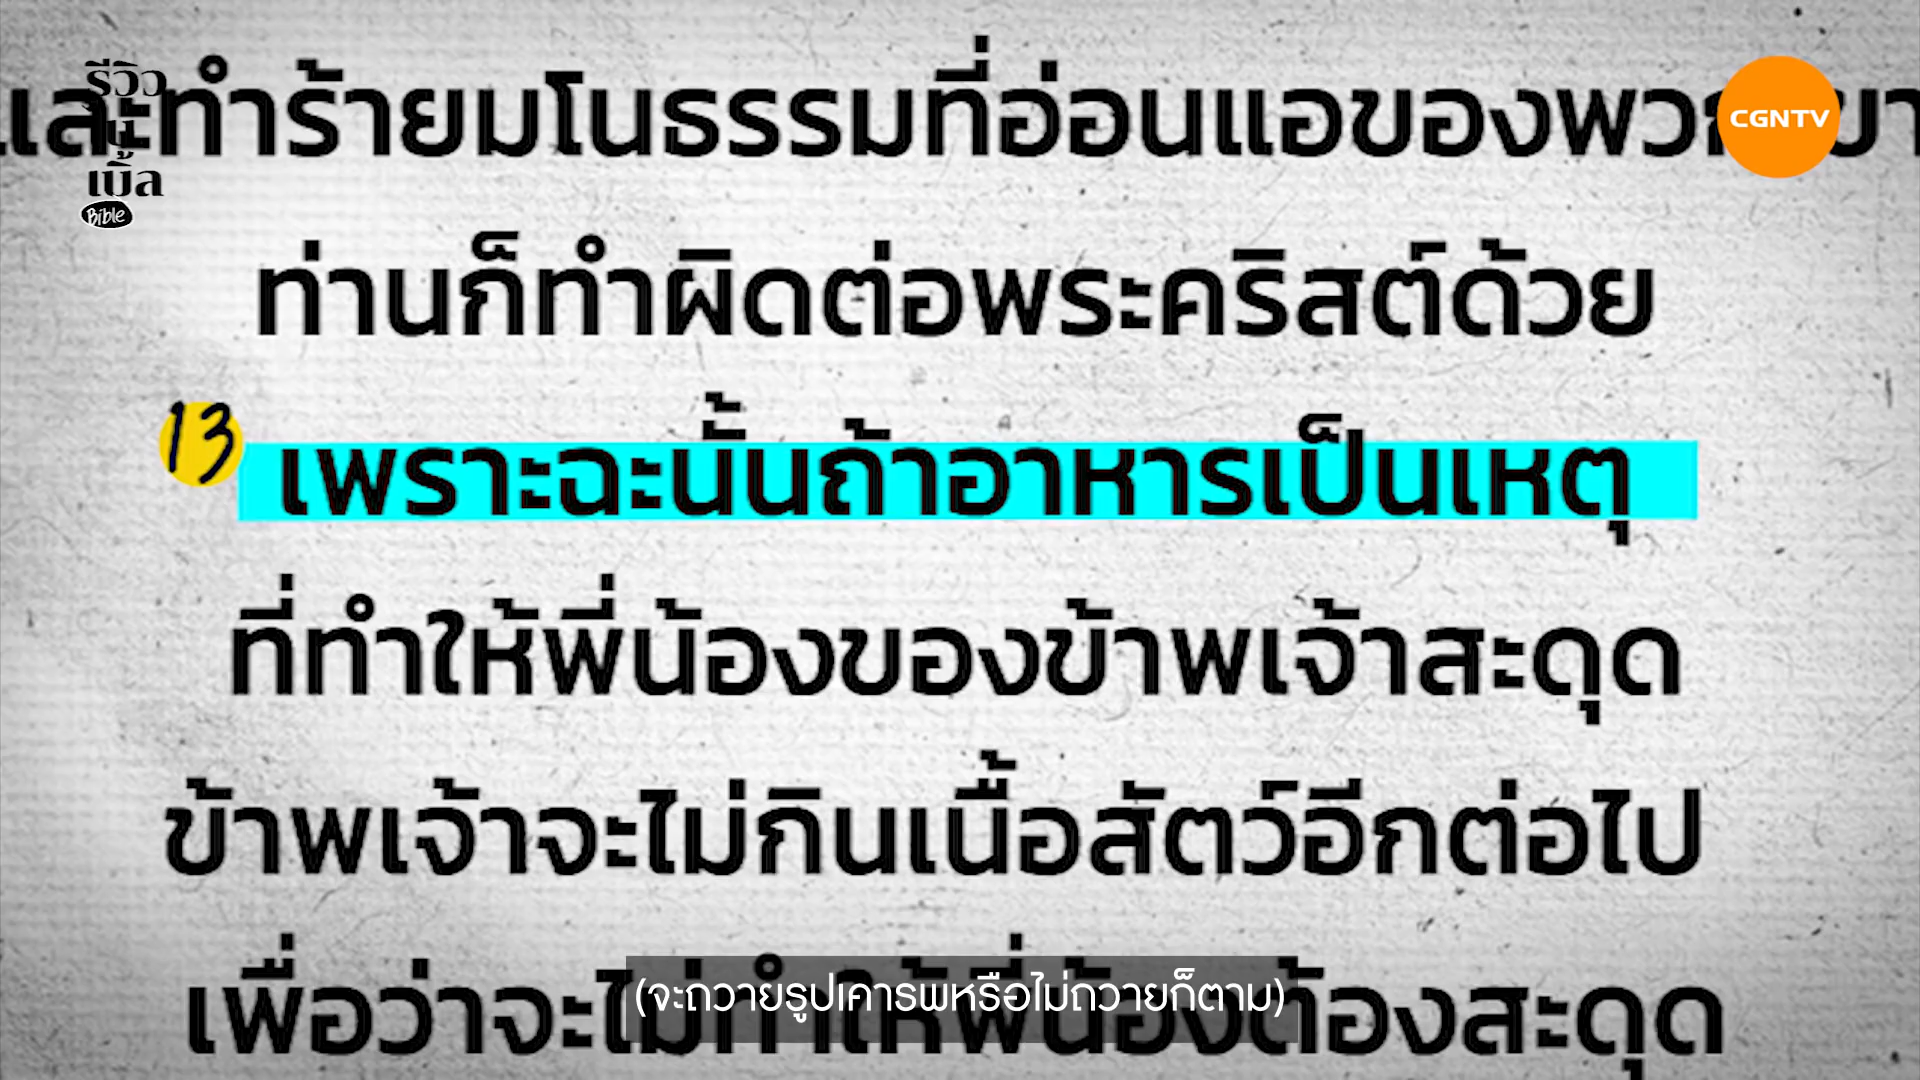 รีวิว
เบิ้ล
Bible
CGNTV
และทำร้ายมโนธรรมที่อ่อนแอของ
ท่านก็ทำผิดต่อพระคริสต์ด้วย
13 เพราะฉะนั้นถ้าอาหารเป็นเหตุ
ที่ทำให้พี่น้องของข้าพเจ้าสะดุด
ข้าพเจ้าจะไม่กินเนื้อสัตว์อีกต่อไป
เพื่อว่าจะไม่ทำให้พี่น้องต้องสะดุด
(จะถวายรูปเคารพหรือไม่ถวายก็ตาม)